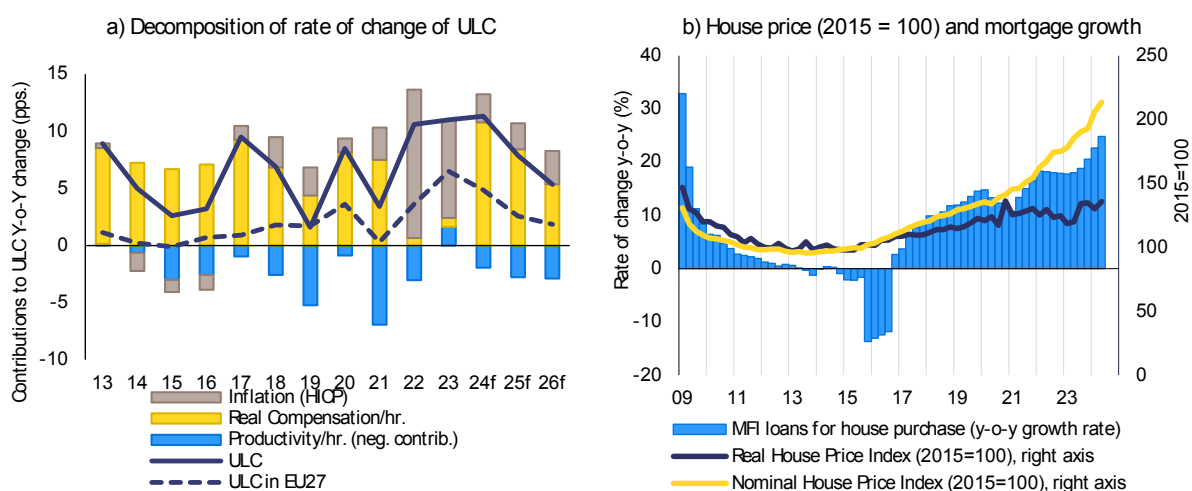 a) Decomposition of rate of change of ULC
Contributions to ULC Y-o-Y change (pps.)
15
10
5
0
-5
-10
13 14 15 16 17 18 19 20 21 22 23 24f 25f 26f
Inflation (HICP)
Real Compensation/hr.
Productivity/hr. (neg. contrib.)
ULC
ULC in EU27
b) House price (2015 = 100) and mortgage growth
Rate of change y-o-y (%)
40
30
20
10
0
-10
-20
250
200
150
100
50
0
2015=100
09 11 13 15 17 19 21 23
MFI loans for house purchase (y-o-y growth rate)
Real House Price Index (2015=100), right axis
Nominal House Price Index (2015=100), right axis